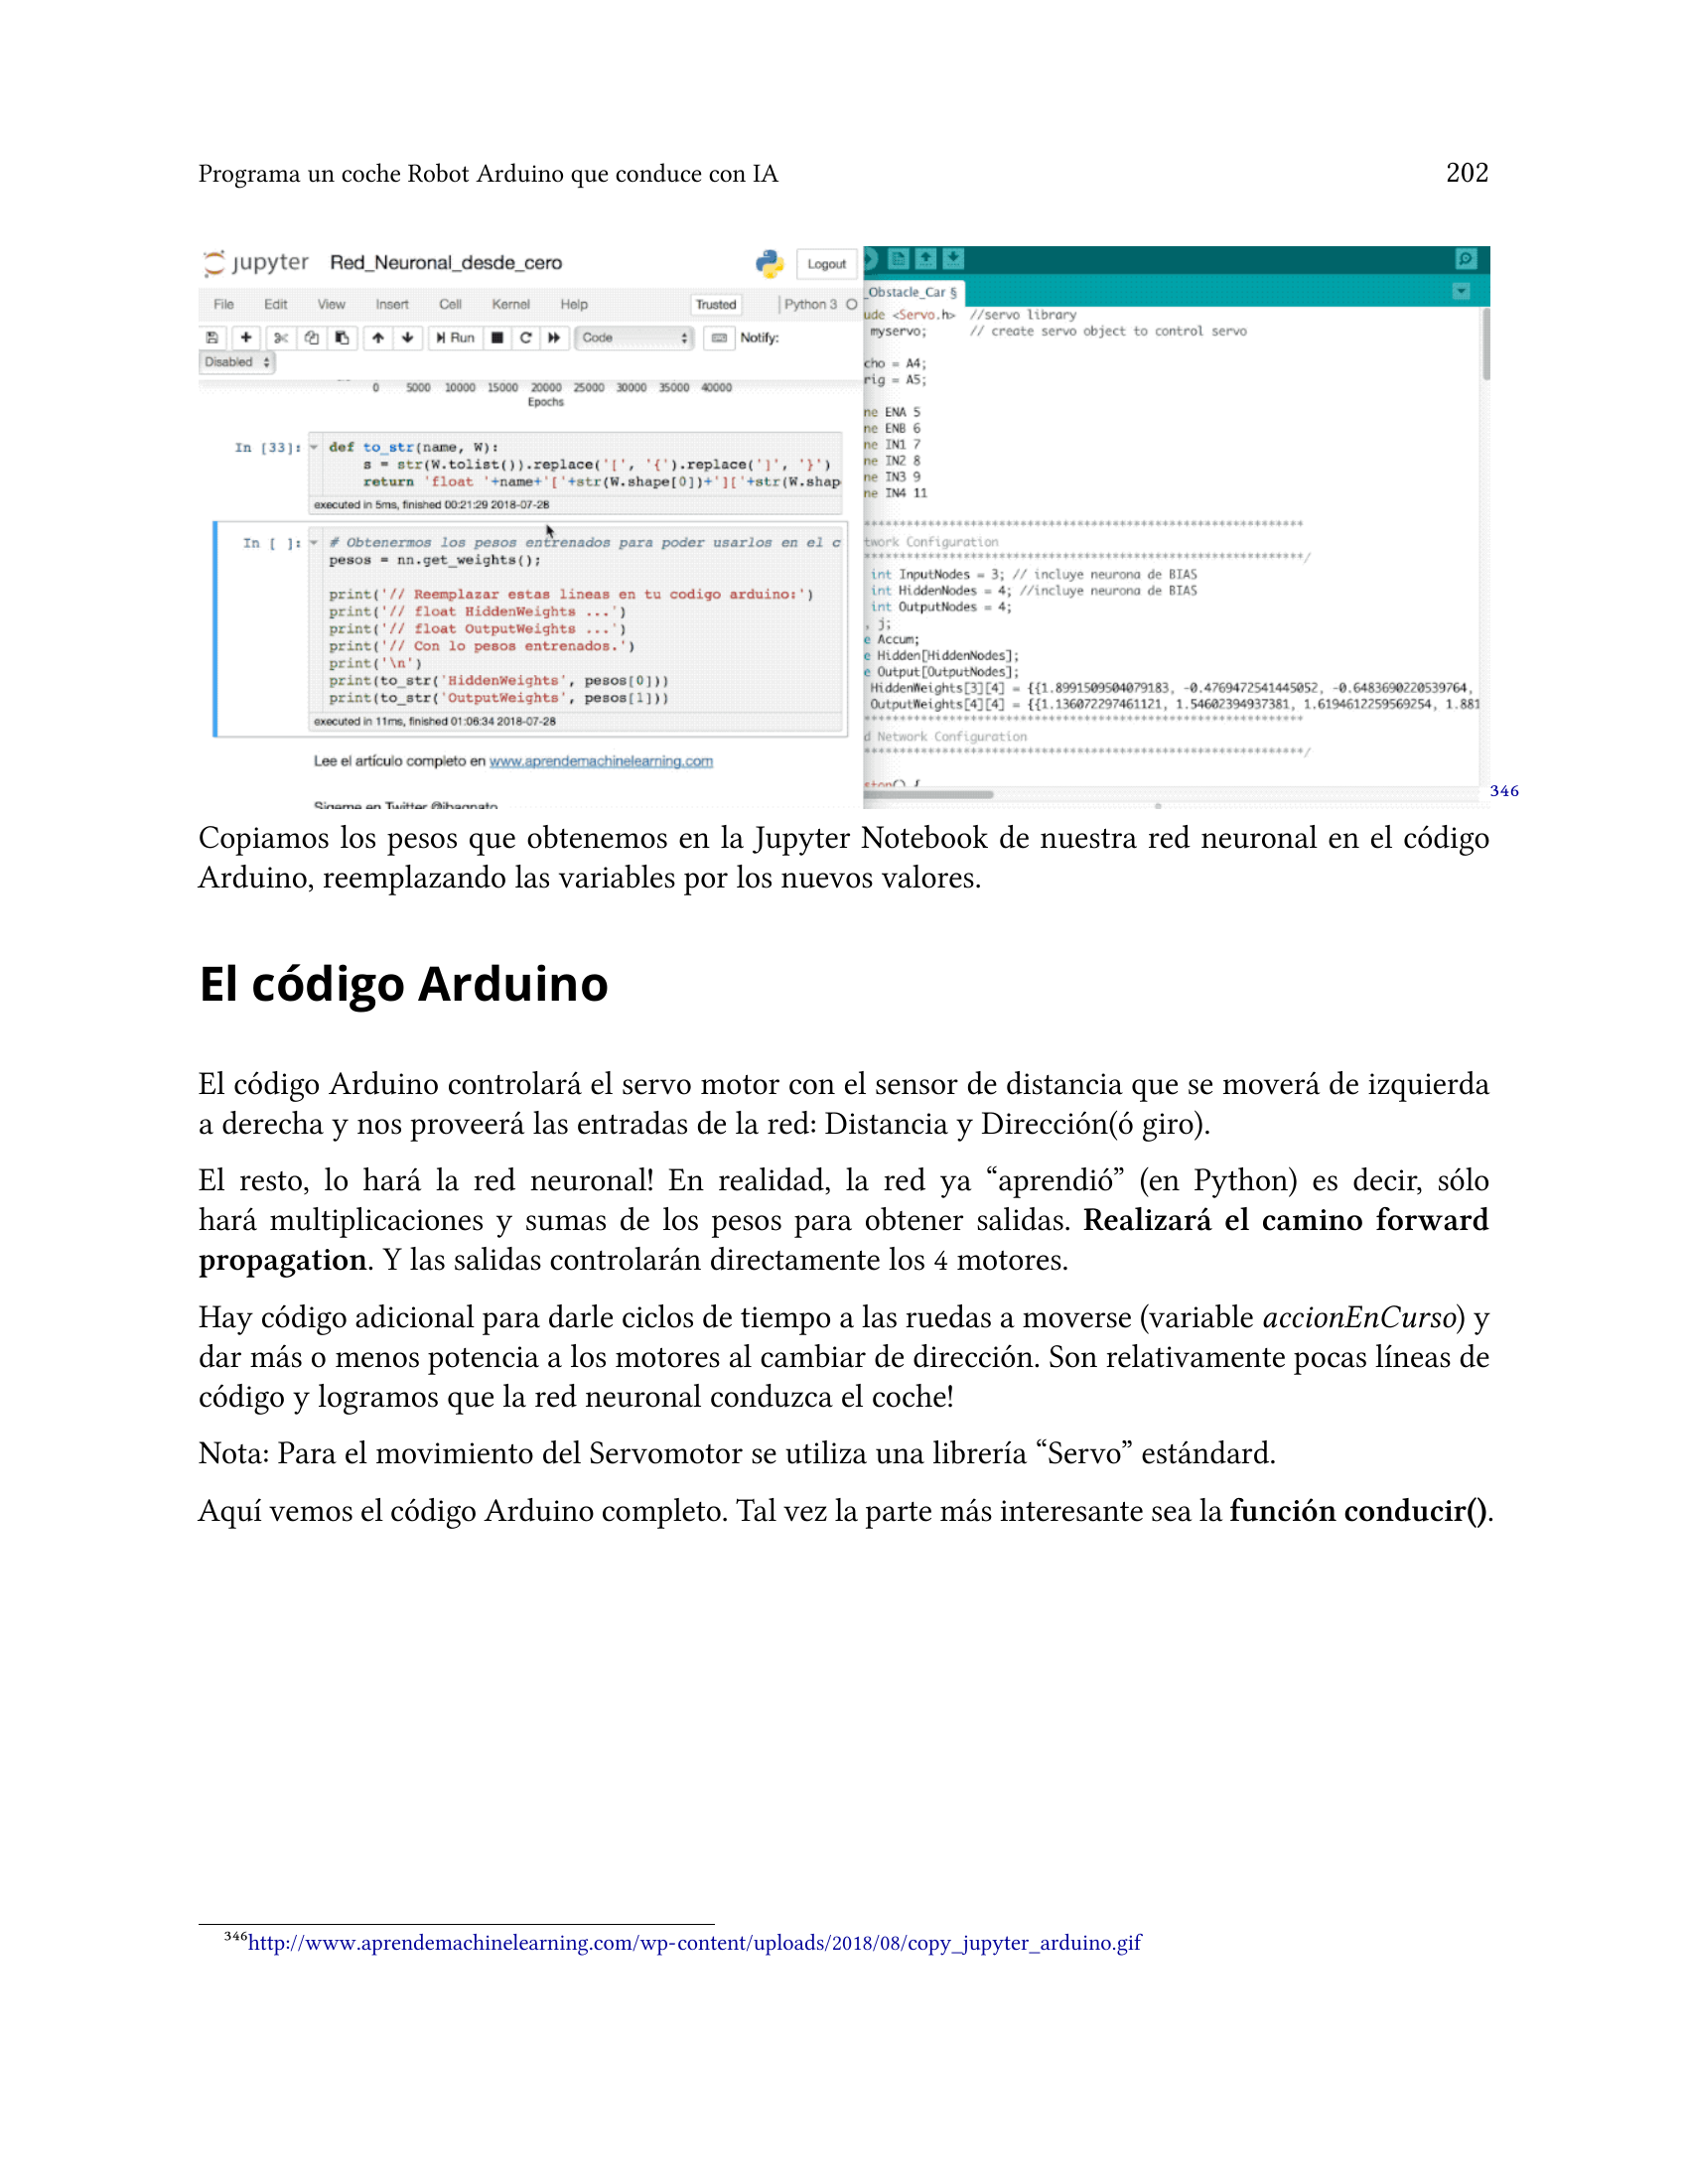 Programa un coche Robot Arduino que conduce con IA 202
jupyter Red_Neuronal_desde_cero Logout
File Edit View Insert Cell Kernel Help Trusted Python 3
Run Code Notify:
Disabled
0 5000 10000 15000 20000 25000 30000 35000 40000
Epochs
In [33]: def to_str(name, W):
s = str(W.tolist()).replace('[', '{').replace(']', '}')
return 'float '+name+'['+str(W.shape[0])+']['+str(W.shap
executed in 5ms, finished 00:21:29 2018-07-28
In [ ]: # Obtenermos los pesos entrenados para poder usarlos en el c
pesos = nn.get_weights();
print('// Reemplazar estas lineas en tu codigo arduino:')
print('// float HiddenWeights ...')
print('// float OutputWeights ...')
print('// Con lo pesos entrenados.')
print('\n')
print(to_str('HiddenWeights', pesos[0]))
print(to_str('OutputWeights', pesos[1]))
executed in 11ms, finished 01:06:34 2018-07-28
Lee el artículo completo en www.aprendemachinelearning.com
Sigeme en Twitter @jbagnato
_Obstacle_Car §
ude <Servo.h> //servo library
myservo; // create servo object to control servo
cho = A4;
rig = A5;
ne ENA 5
ne ENB 6
ne IN1 7
ne IN2 8
ne IN3 9
ne IN4 11
*************************************************************
twork Configuration
*************************************************************/
int InputNodes = 3; // incluye neurona de BIAS
int HiddenNodes = 4; //incluye neurona de BIAS
int OutputNodes = 4;
, j;
e Accum;
e Hidden[HiddenNodes];
e Output[OutputNodes];
HiddenWeights[3][4] = {{1.8991509504079183, -0.4769472541445052, -0.6483690220539764,
OutputWeights[4][4] = {{1.136072297461121, 1.54602394937381, 1.6194612259569254, 1.881
*************************************************************
d Network Configuration
*************************************************************/
stop() {
346
Copiamos los pesos que obtenemos en la Jupyter Notebook de nuestra red neuronal en el código
Arduino, reemplazando las variables por los nuevos valores.
El código Arduino
El código Arduino controlará el servo motor con el sensor de distancia que se moverá de izquierda
a derecha y nos proveerá las entradas de la red: Distancia y Dirección(ó giro).
El resto, lo hará la red neuronal! En realidad, la red ya “aprendió” (en Python) es decir, sólo
hará multiplicaciones y sumas de los pesos para obtener salidas. Realizará el camino forward
propagation. Y las salidas controlarán directamente los 4 motores.
Hay código adicional para darle ciclos de tiempo a las ruedas a moverse (variable accionEnCurso) y
dar más o menos potencia a los motores al cambiar de dirección. Son relativamente pocas líneas de
código y logramos que la red neuronal conduzca el coche!
Nota: Para el movimiento del Servomotor se utiliza una librería “Servo” estándard.
Aquí vemos el código Arduino completo. Tal vez la parte más interesante sea la función conducir().
346http://www.aprendemachinelearning.com/wp-content/uploads/2018/08/copy_jupyter_arduino.gif